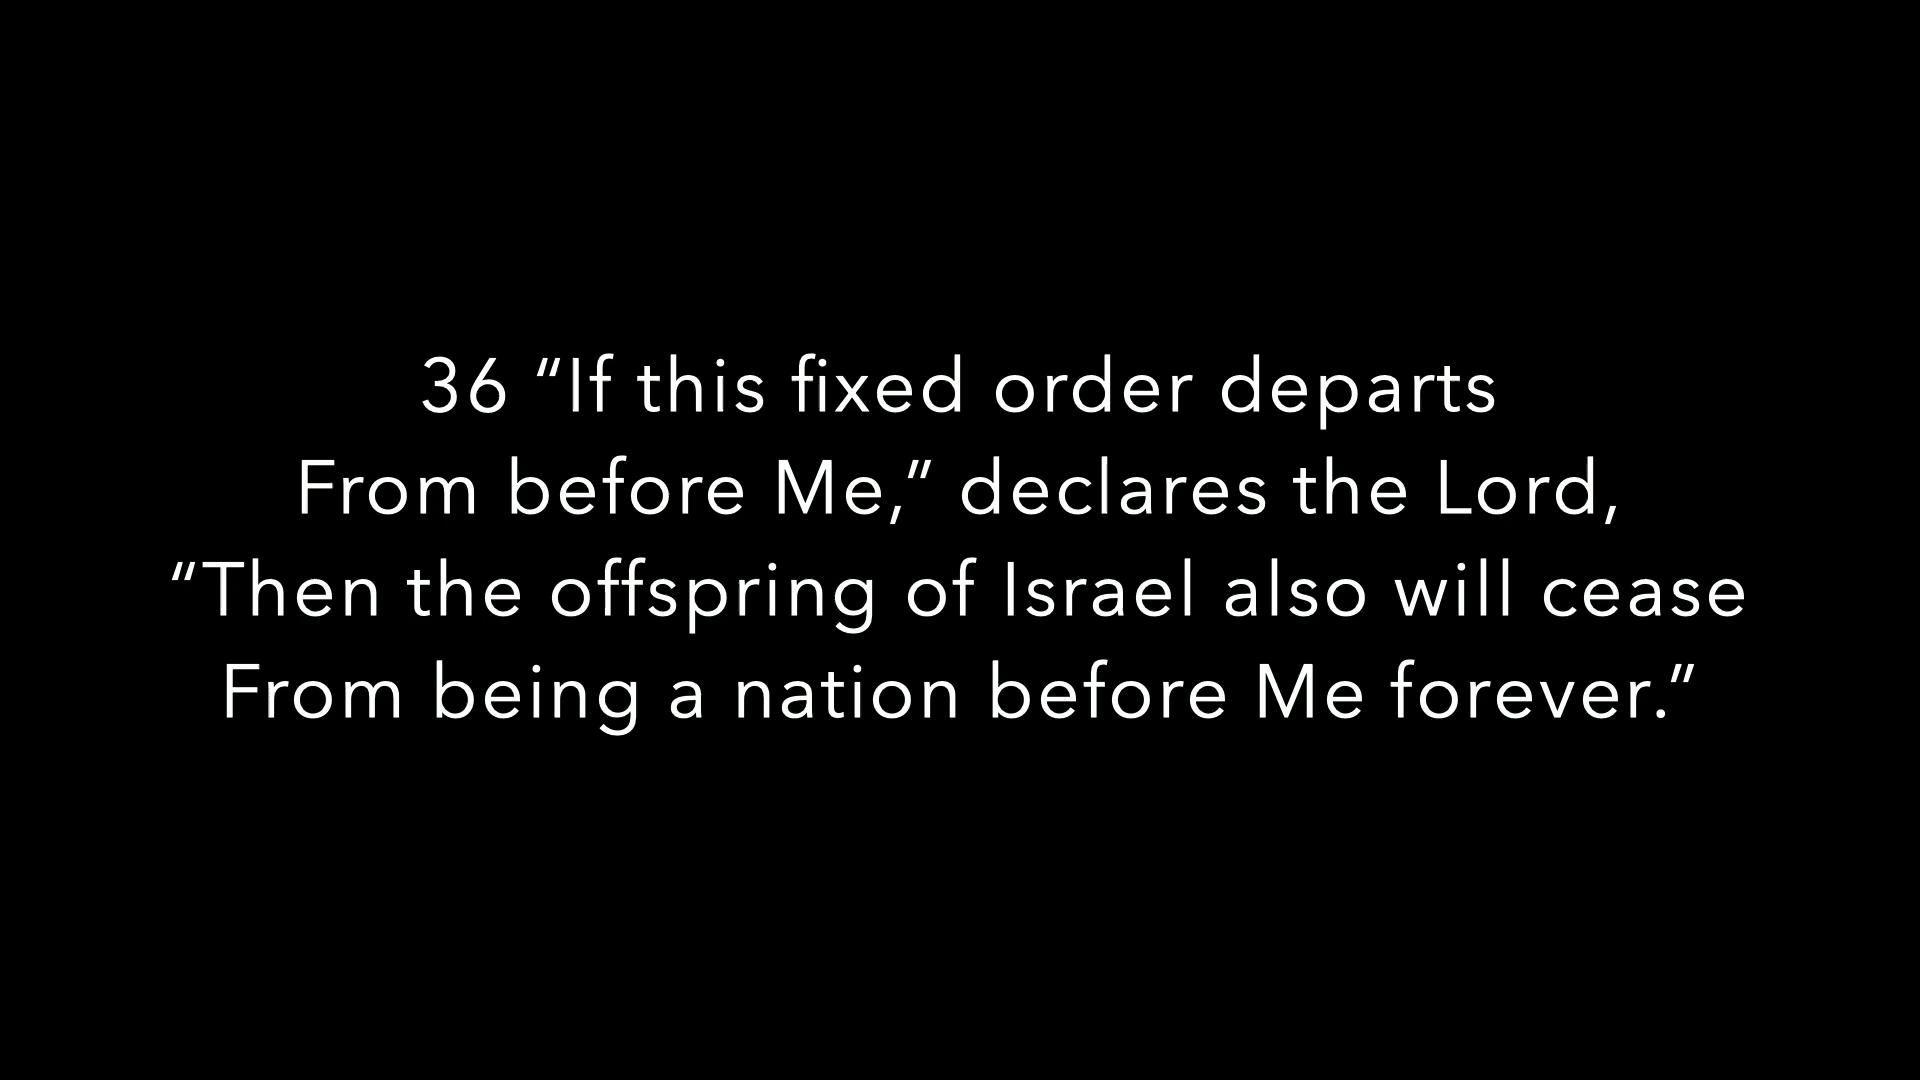 36 “If this fixed order departs
From before Me,” declares the Lord,
“Then the offspring of Israel also will cease
From being a nation before Me forever.”